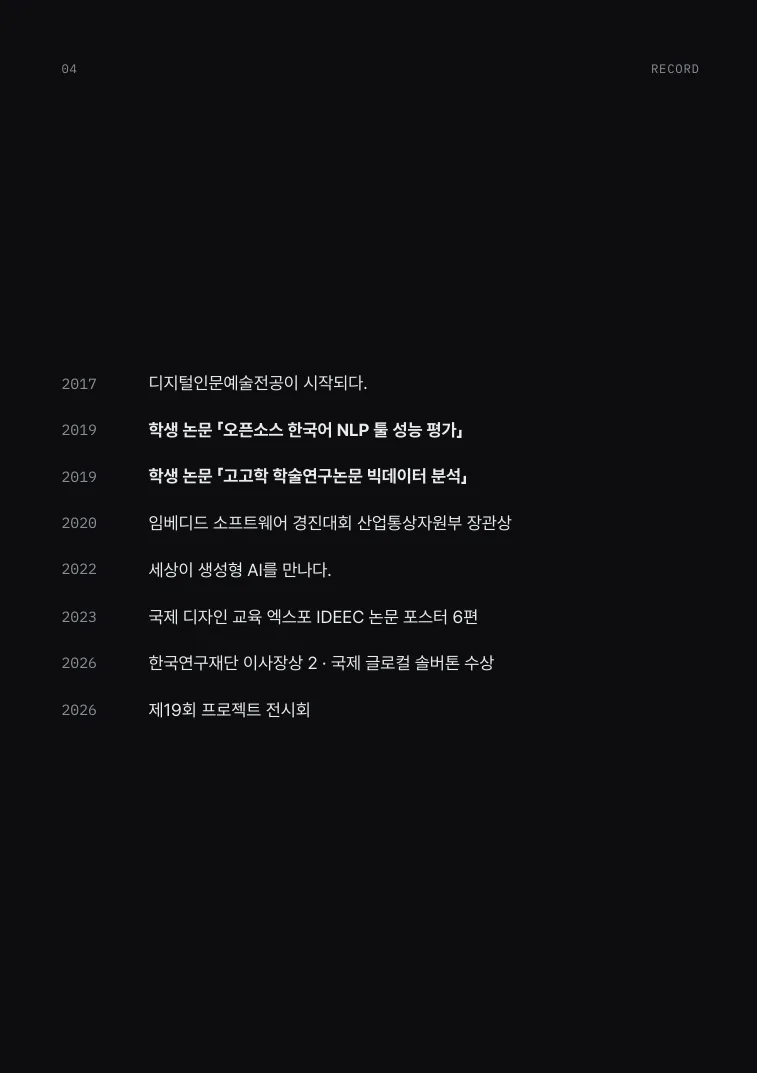 04 RECORD
2017 디지털인문예술전공이 시작되다.
2019 학생 논문 「오픈소스 한국어 NLP 툴 성능 평가」
2019 학생 논문 「고고학 학술연구논문 빅데이터 분석」
2020 임베디드 소프트웨어 경진대회 산업통상자원부 장관상
2022 세상이 생성형 AI를 만나다.
2023 국제 디자인 교육 엑스포 IDEEC 논문 포스터 6편
2026 한국연구재단 이사장상 2 · 국제 글로컬 솔버톤 수상
2026 제19회 프로젝트 전시회